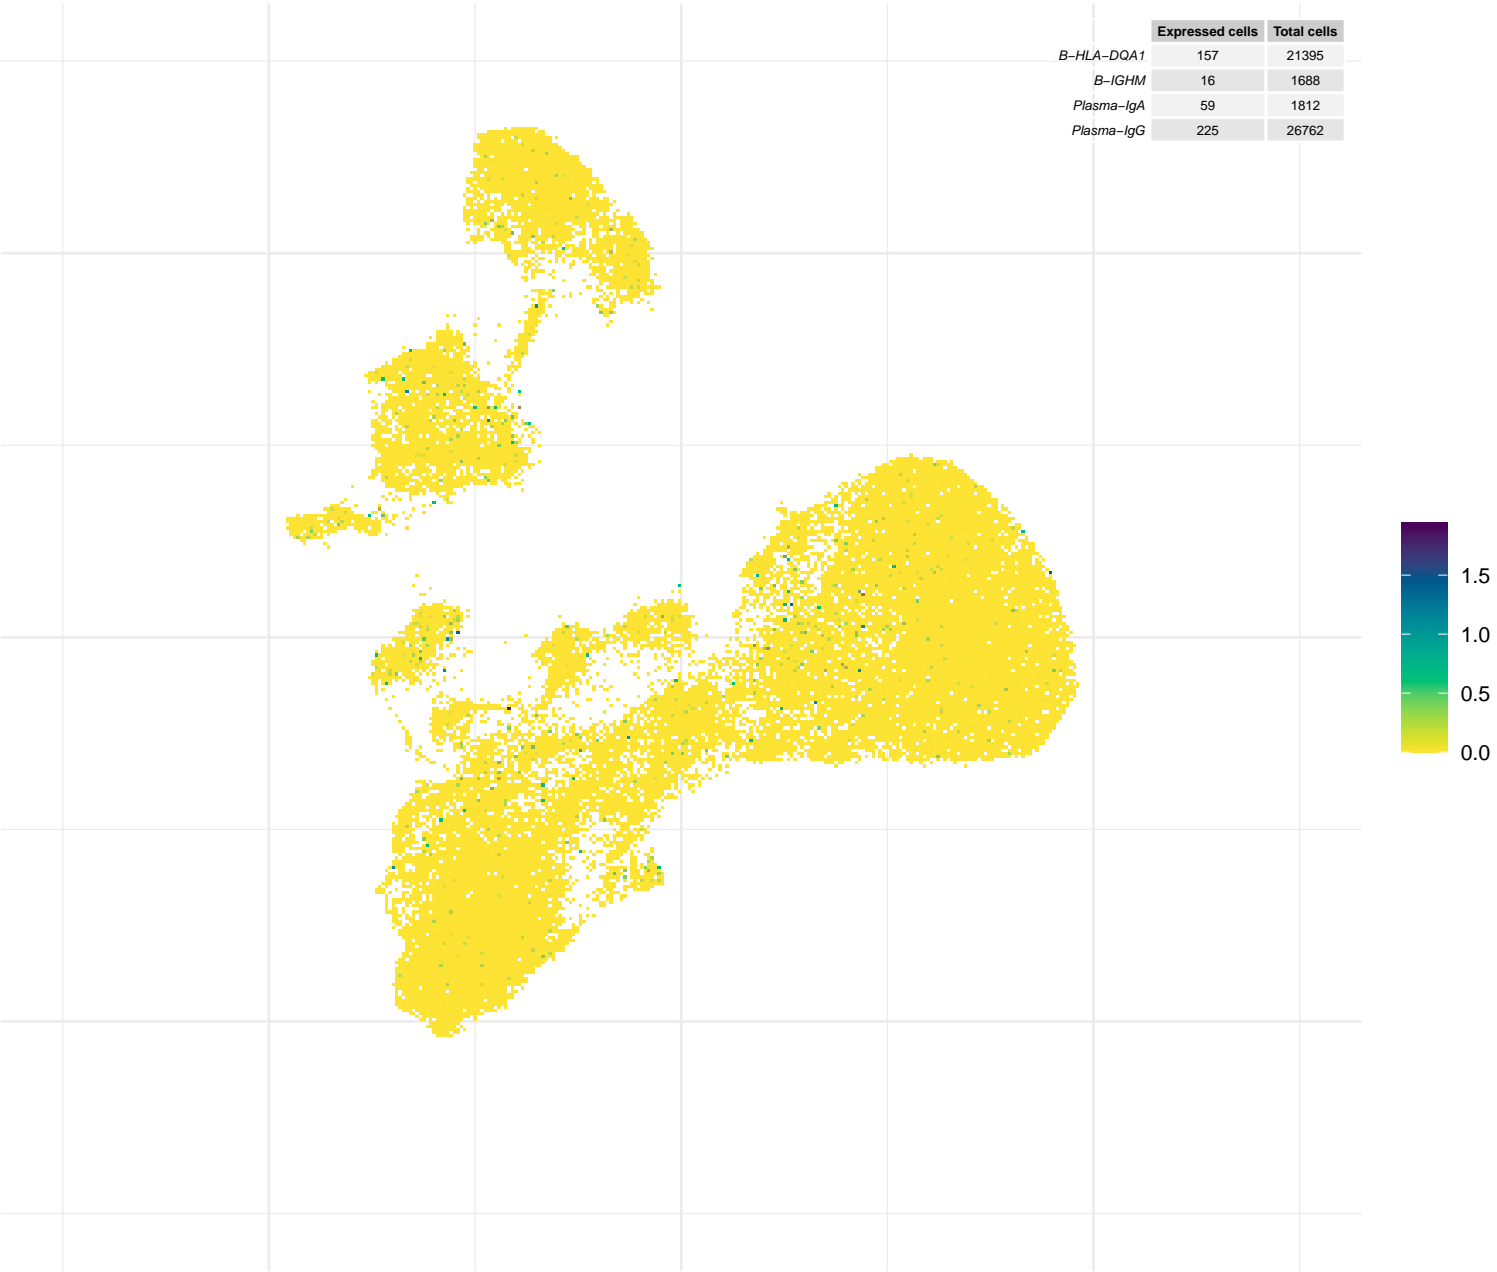 Expressed cells Total cells
B−HLA−DQA1 157 21395
B−IGHM 16 1688
Plasma−IgA 59 1812
Plasma−IgG 225 26762
1.5
1.0
0.5
0.0